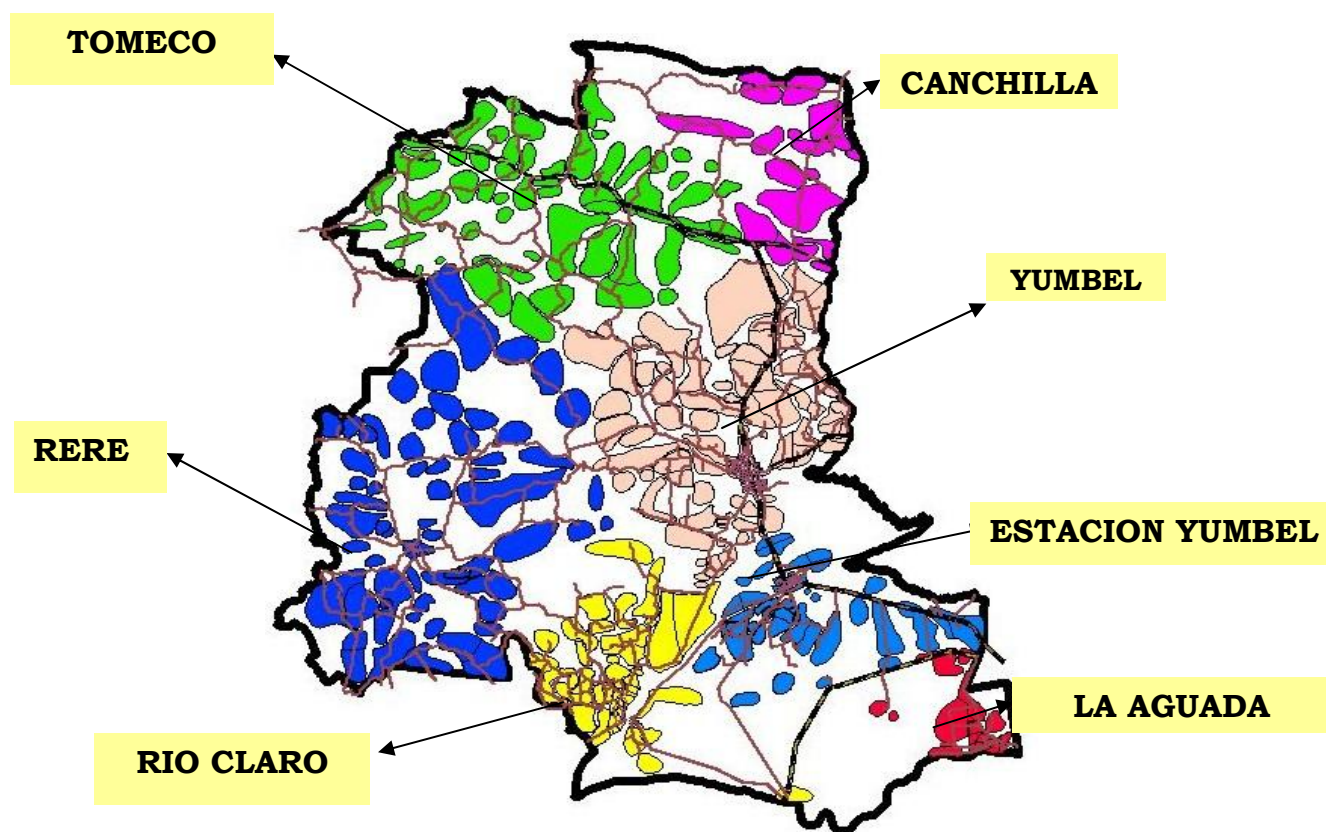 TOMECO
CANCHILLA
YUMBEL
RERE
ESTACION YUMBEL
LA AGUADA
RIO CLARO